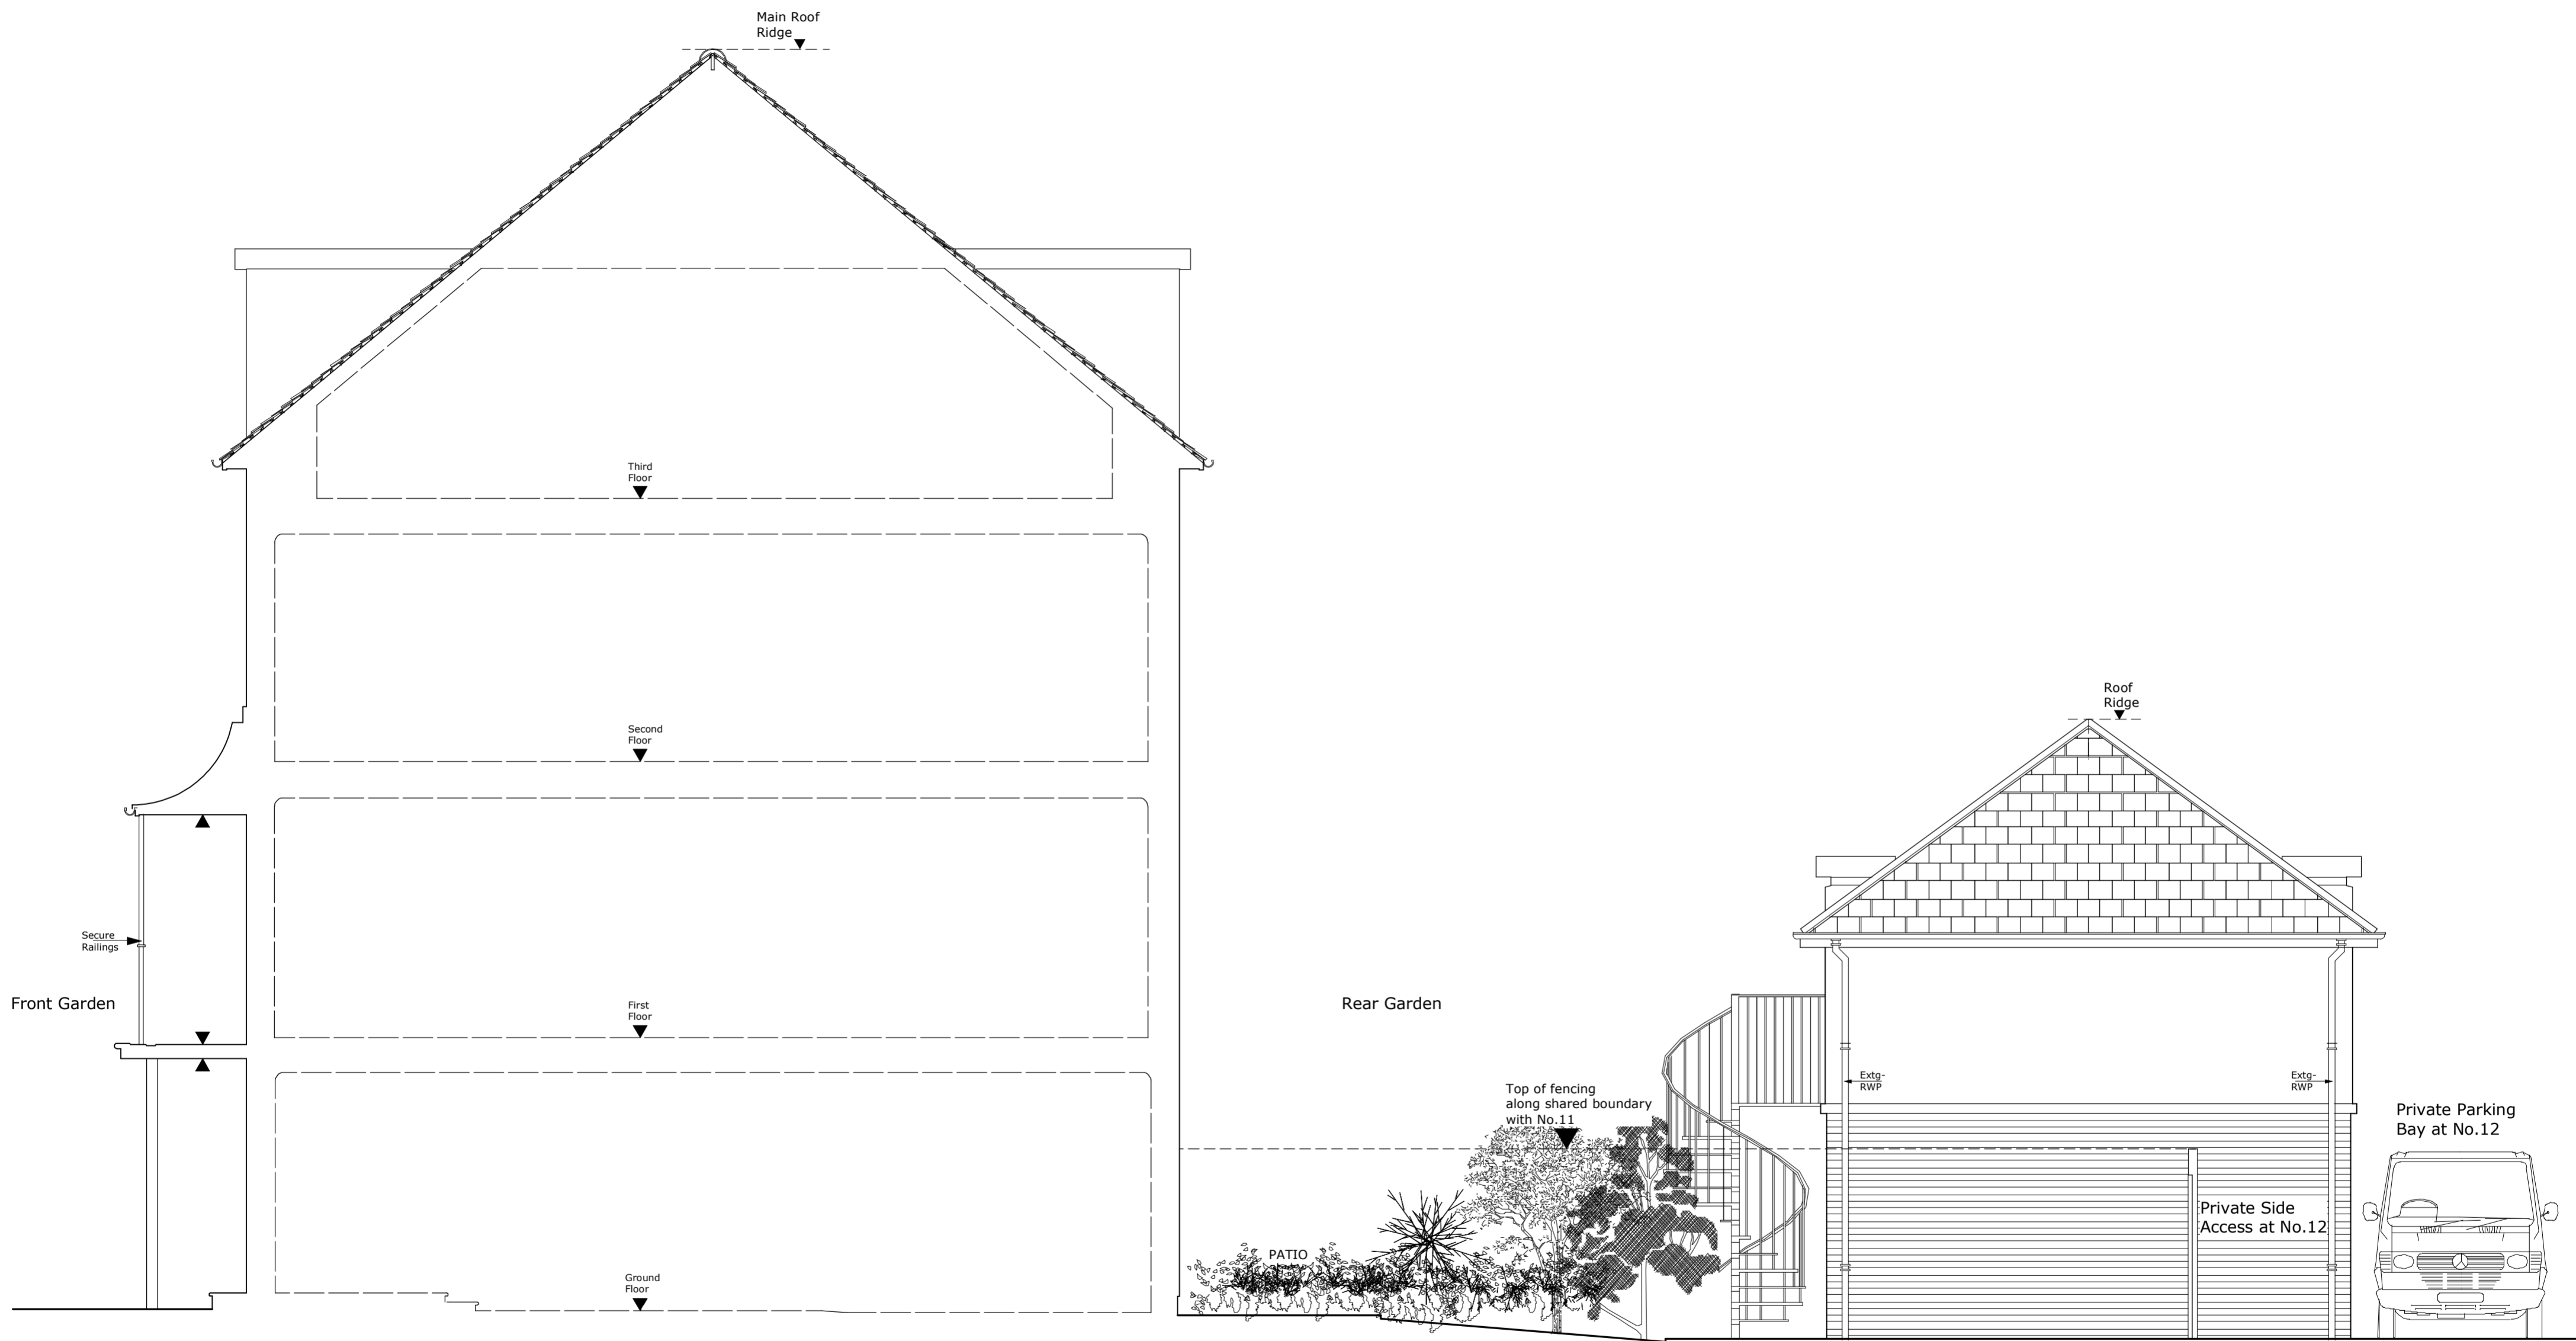 Main Roof
Ridge
Third
Floor
Second
Floor
Roof
Ridge
Secure
Railings
Front Garden
First
Floor
Rear Garden
Extg-
RWP
Extg-
RWP
Top of fencing
along shared boundary
with No.11
Private Parking
Bay at No.12
Private Side
Access at No.12
PATIO
Ground
Floor